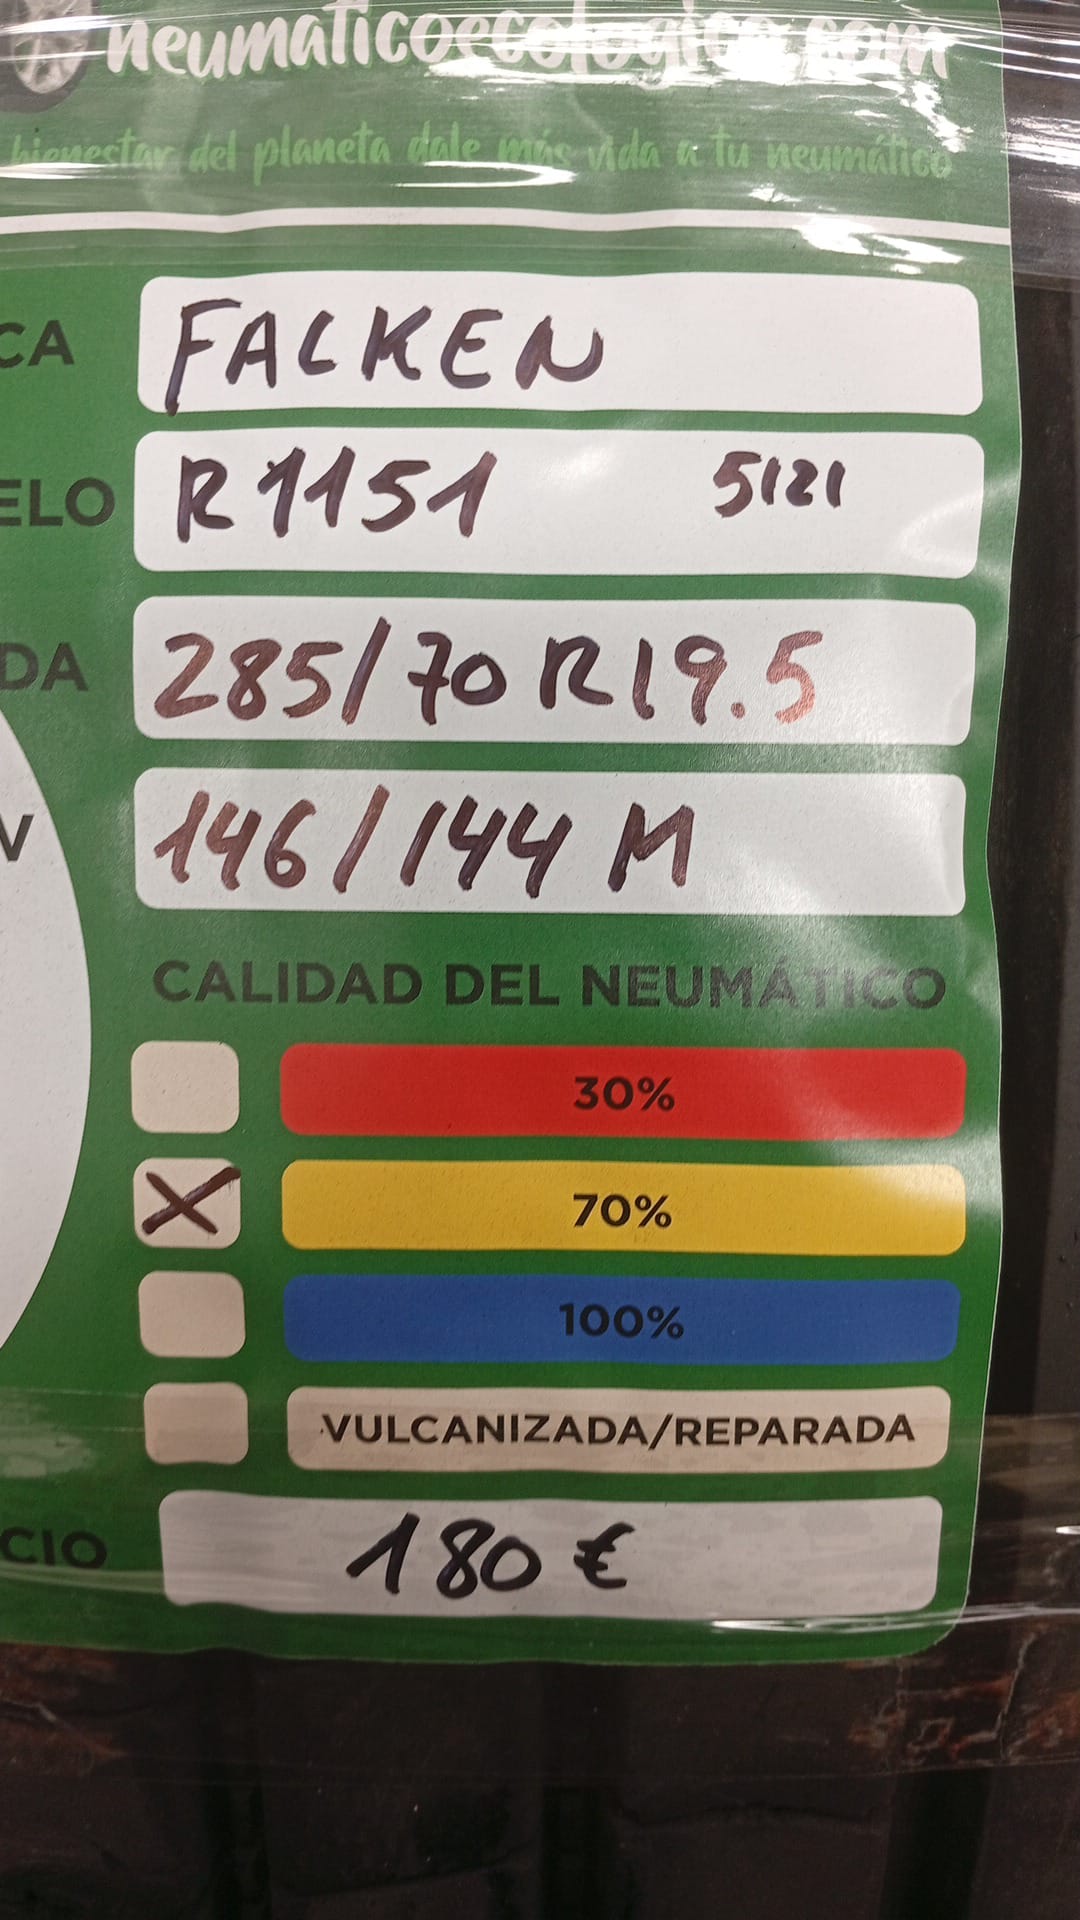 neumaticoecologico.com
bienestar del planeta dale más vida a tu neumático
CA FALKEN
ELO R1151 5121
DA 285/70 R19.5
V 146/144 M
CALIDAD DEL NEUMÁTICO
30%
X 70%
100%
VULCANIZADA/REPARADA
CIO 180 €